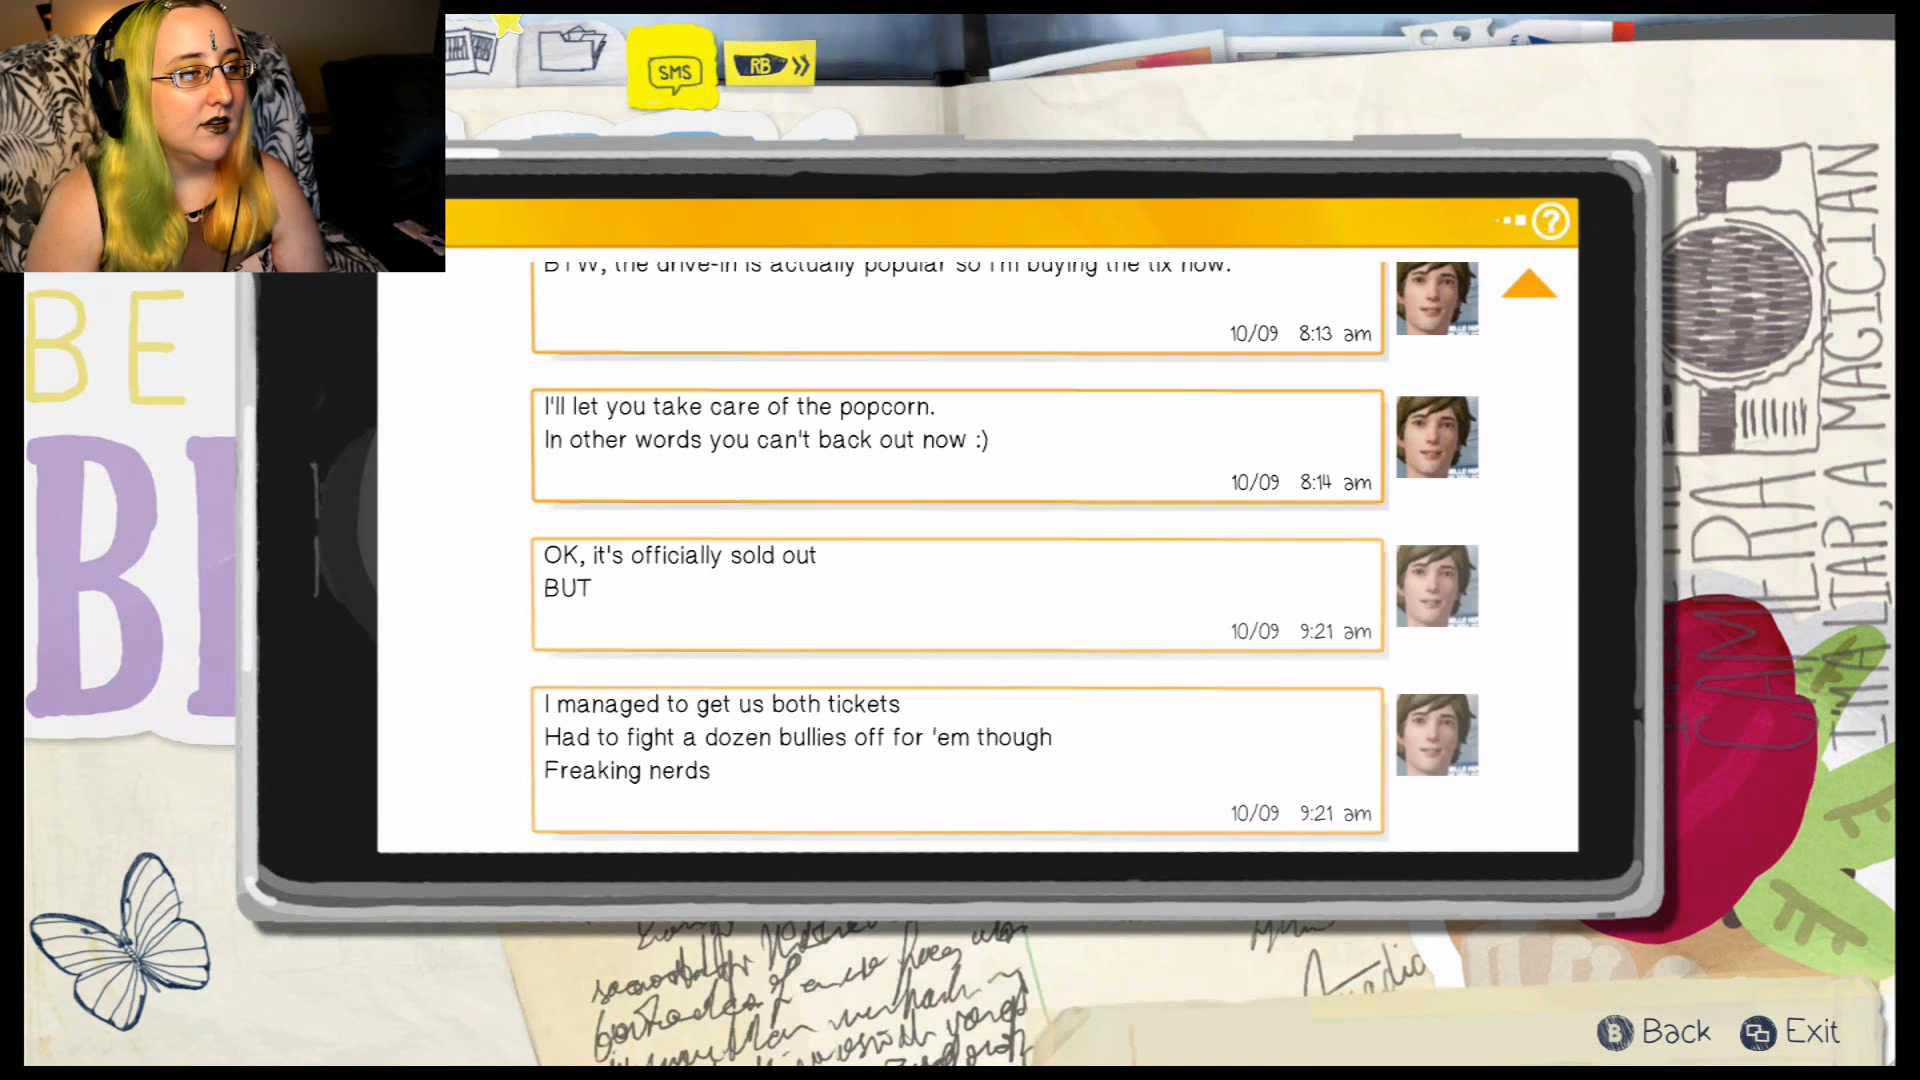 SMS
RB
BTW, the drive-in is actually popular so I'm buying the tix now.
10/09 8:13 am
I'll let you take care of the popcorn.
In other words you can't back out now :)
10/09 8:14 am
OK, it's officially sold out
BUT
10/09 9:21 am
I managed to get us both tickets
Had to fight a dozen bullies off for 'em though
Freaking nerds
10/09 9:21 am
BE
CAMERA
I'M A LIAR, A MAGICIAN
B Back
Exit